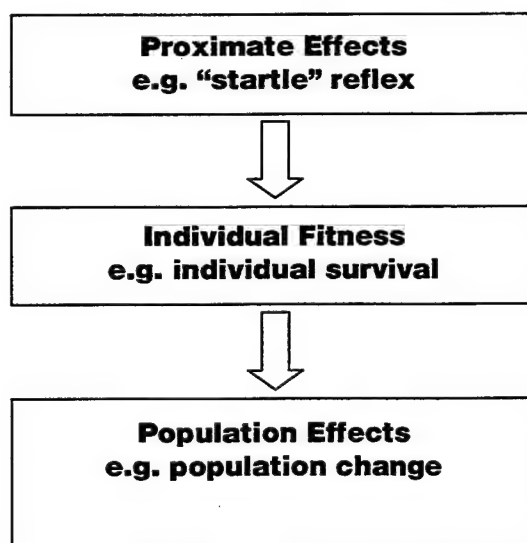 Proximate Effects
e.g. “startle” reflex
Individual Fitness
e.g. individual survival
Population Effects
e.g. population change